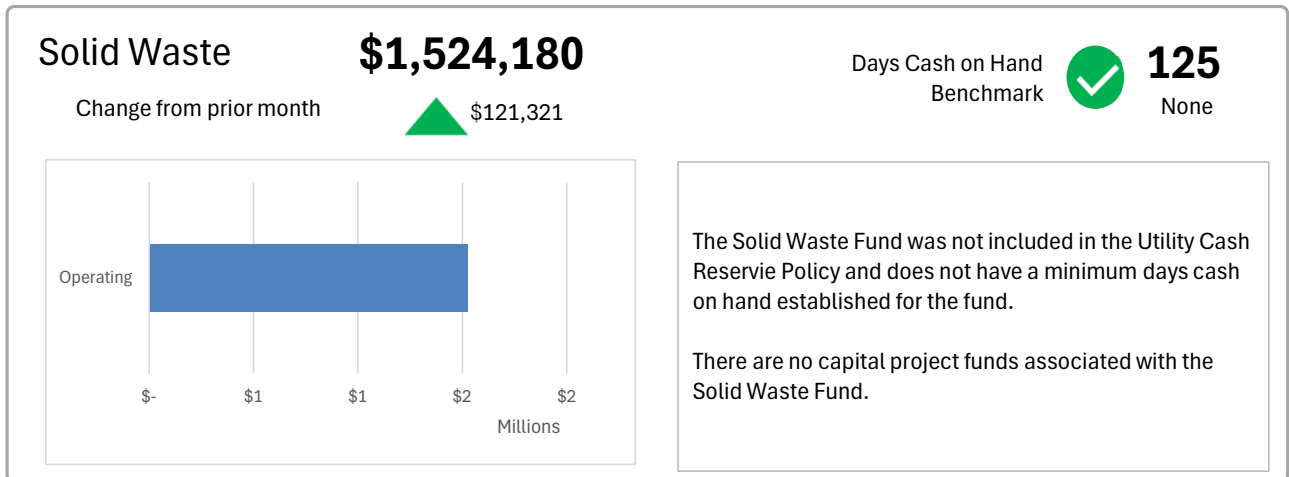 Solid Waste
$1,524,180
Change from prior month
$121,321
Days Cash on Hand
Benchmark
125
None
Operating
$-
$1
$1
$2
$2
Millions
The Solid Waste Fund was not included in the Utility Cash
Reservie Policy and does not have a minimum days cash
on hand established for the fund.
There are no capital project funds associated with the
Solid Waste Fund.